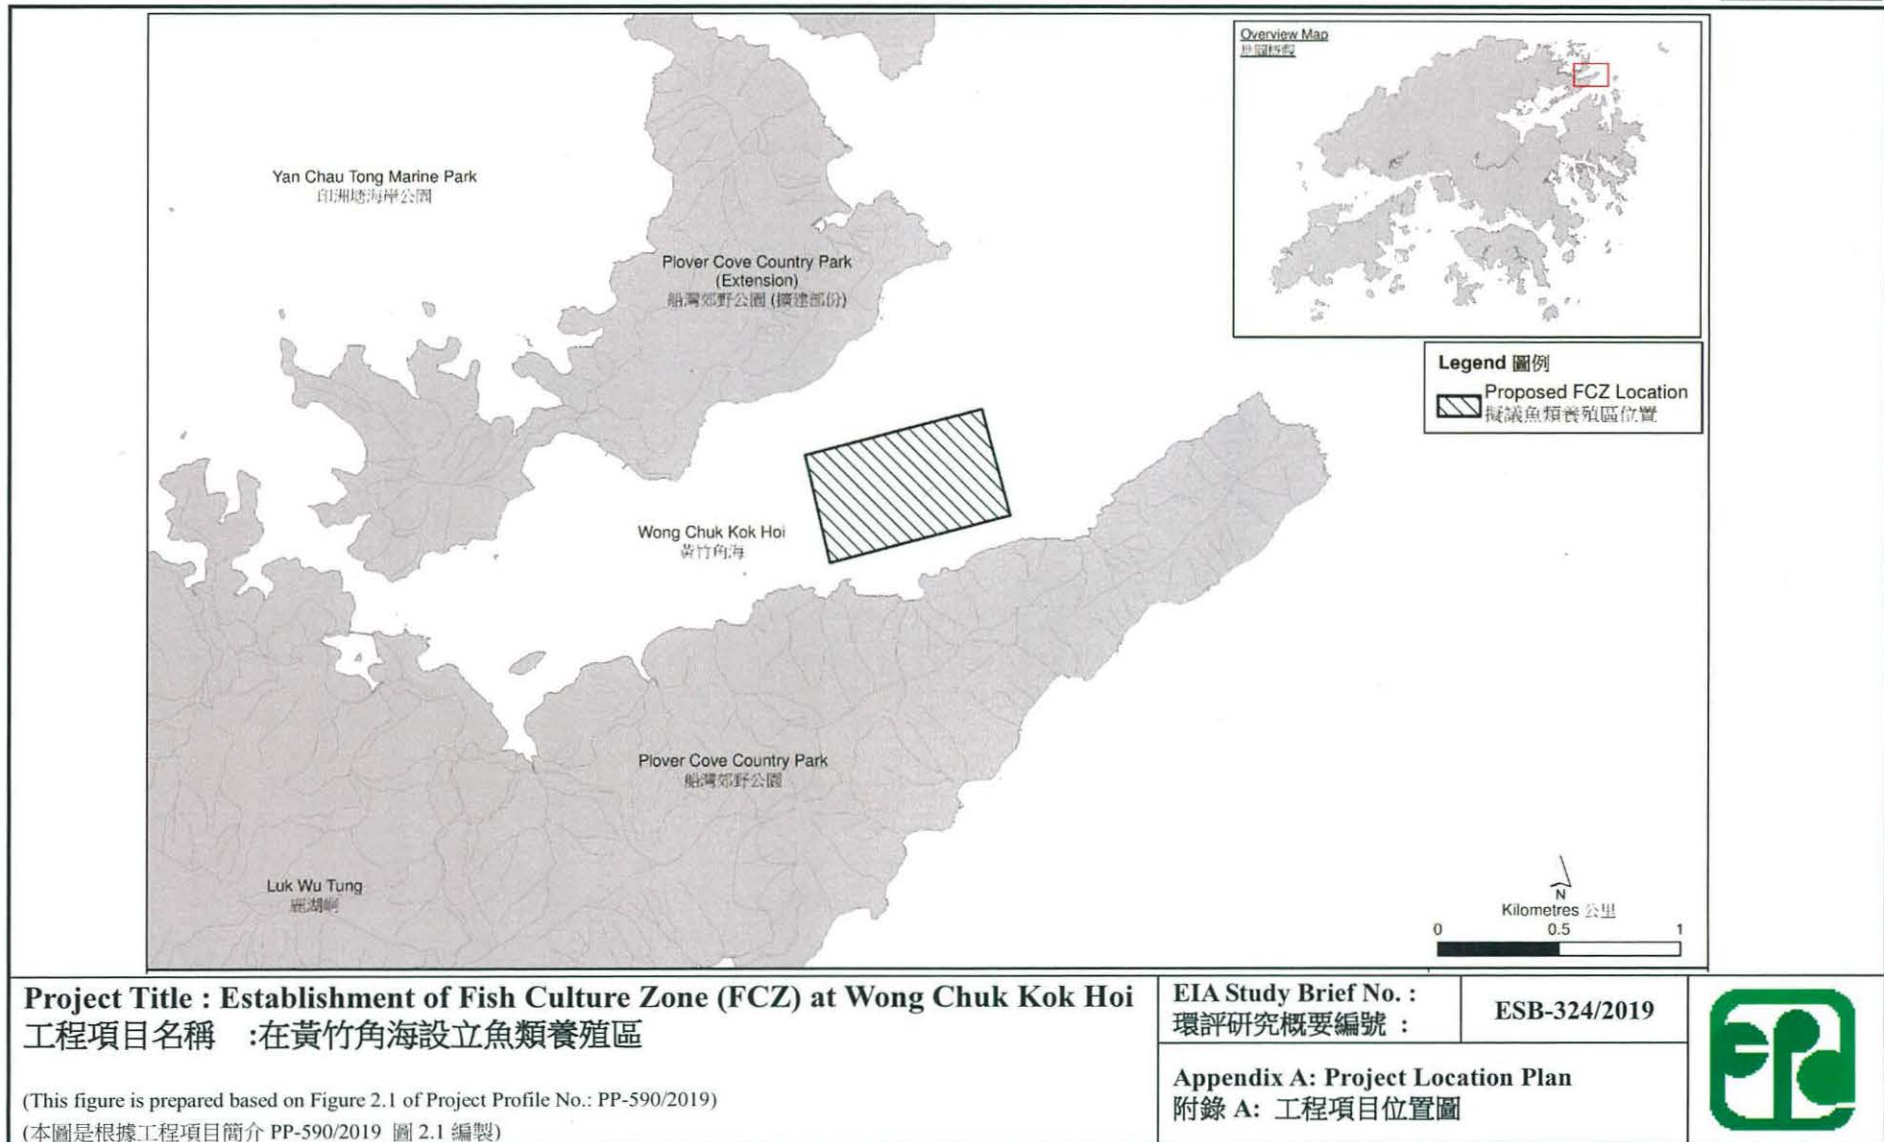 Overview Map
Yan Chau Tong Marine Park
印洲塘海岸公園
Plover Cove Country Park
(Extension)
船灣郊野公園 (擴建部份)
Legend 圖例
Proposed FCZ Location
擬議魚類養殖區位置
Wong Chuk Kok Hoi
黃竹角海
Plover Cove Country Park
船灣郊野公園
Luk Wu Tung
N
Kilometres 公里
0 0.5 1
Project Title : Establishment of Fish Culture Zone (FCZ) at Wong Chuk Kok Hoi
工程項目名稱 :在黃竹角海設立魚類養殖區
(This figure is prepared based on Figure 2.1 of Project Profile No.: PP-590/2019)
(本圖是根據工程項目簡介 PP-590/2019 圖 2.1 編製)
EIA Study Brief No. :
環評研究概要編號 :
ESB-324/2019
Appendix A: Project Location Plan
附錄 A: 工程項目位置圖